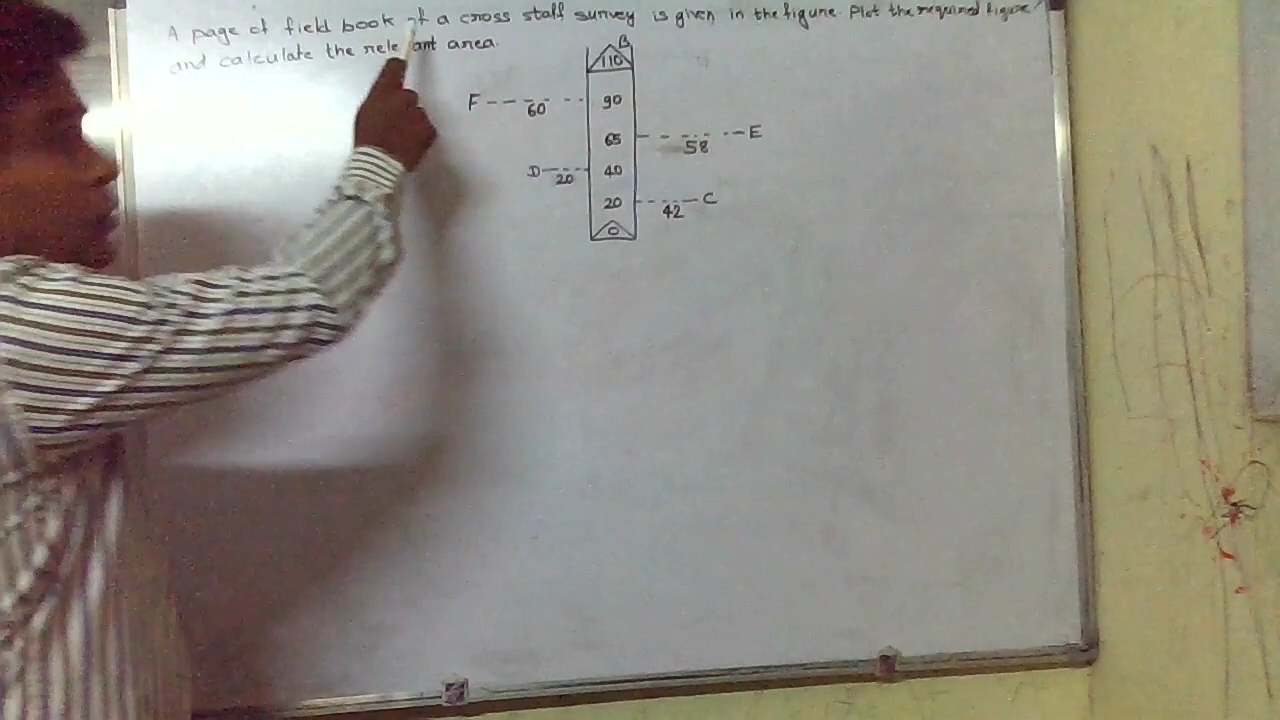 A page of field book of a cross staff survey is given in the figure. Plot the required figure
and calculate the relevant area.
B
110
F 60 90
65 58 E
D 20 40
20 42 C
0